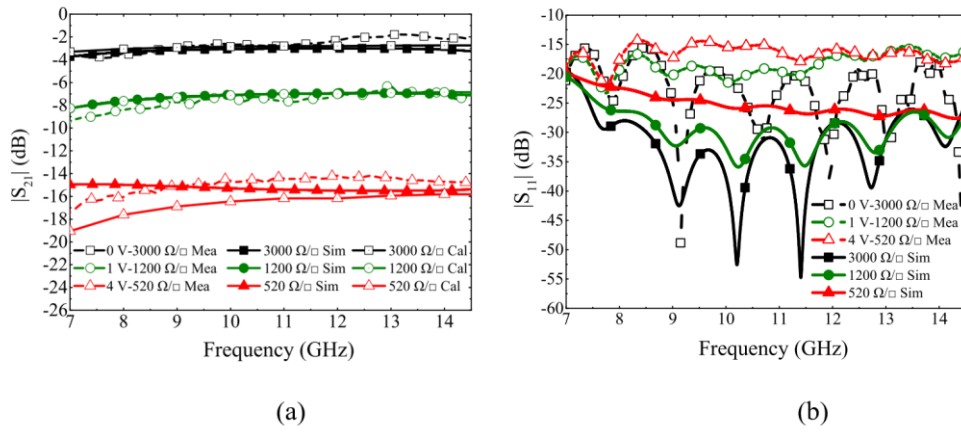 (a)
|S21| (dB)
0
-2
-4
-6
-8
-10
-12
-14
-16
-18
-20
-22
-24
-26
0 V-3000 Ω/□ Mea
3000 Ω/□ Sim
3000 Ω/□ Cal
1 V-1200 Ω/□ Mea
1200 Ω/□ Sim
1200 Ω/□ Cal
4 V-520 Ω/□ Mea
520 Ω/□ Sim
520 Ω/□ Cal
7 8 9 10 11 12 13 14
Frequency (GHz)
(a)
(b)
|S11| (dB)
-10
-15
-20
-25
-30
-35
-40
-45
-50
-55
-60
0 V-3000 Ω/□ Mea
1 V-1200 Ω/□ Mea
4 V-520 Ω/□ Mea
3000 Ω/□ Sim
1200 Ω/□ Sim
520 Ω/□ Sim
7 8 9 10 11 12 13 14
Frequency (GHz)
(b)